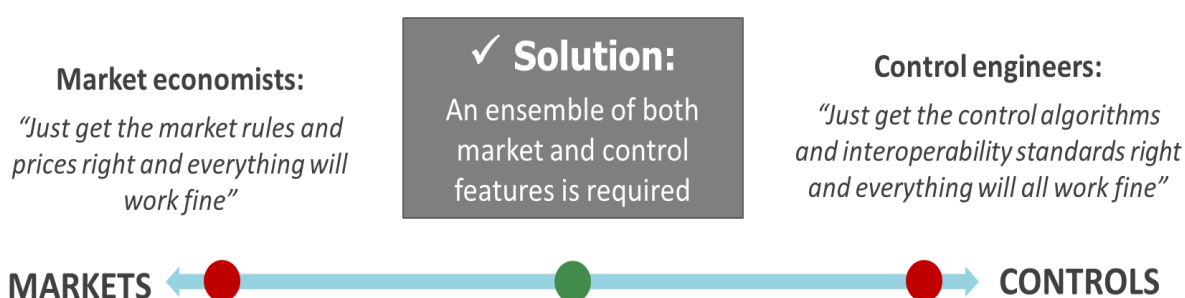 Market economists:
“Just get the market rules and
prices right and everything will
work fine”
✓ Solution:
An ensemble of both
market and control
features is required
Control engineers:
“Just get the control algorithms
and interoperability standards right
and everything will all work fine”
MARKETS
CONTROLS